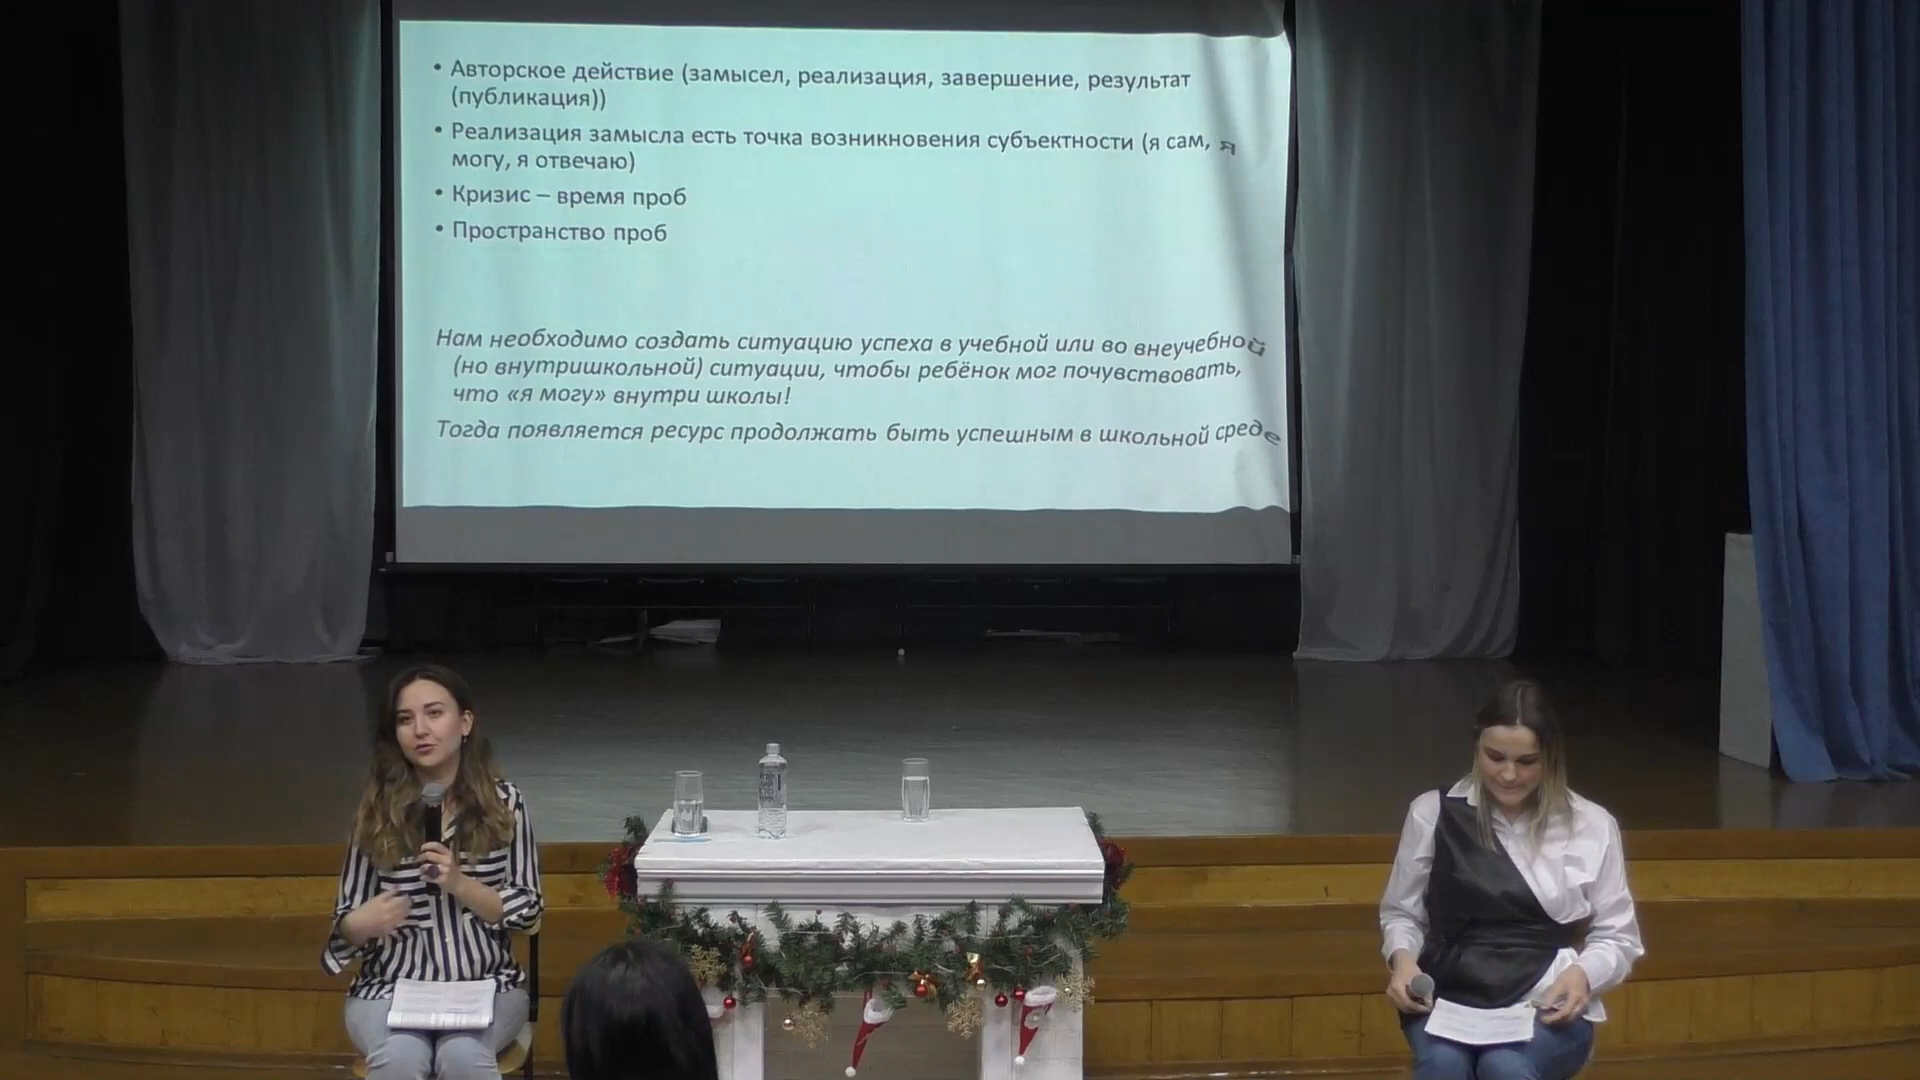 • Авторское действие (замысел, реализация, завершение, результат
(публикация))
• Реализация замысла есть точка возникновения субъектности (я сам, я
могу, я отвечаю)
• Кризис – время проб
• Пространство проб
Нам необходимо создать ситуацию успеха в учебной или во внеучебной
(но внутришкольной) ситуации, чтобы ребёнок мог почувствовать,
что «я могу» внутри школы!
Тогда появляется ресурс продолжать быть успешным в школьной среде